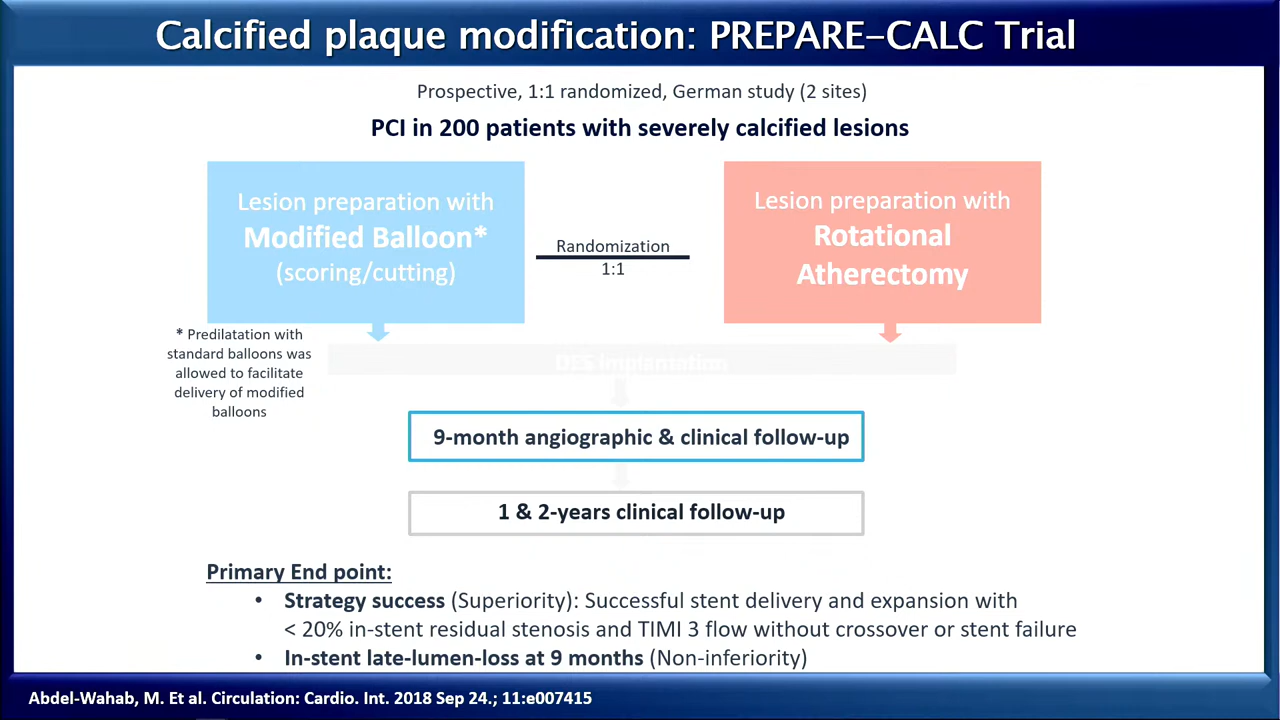 Calcified plaque modification: PREPARE-CALC Trial
Prospective, 1:1 randomized, German study (2 sites)
PCI in 200 patients with severely calcified lesions
Lesion preparation with
Modified Balloon*
(scoring/cutting)
Randomization
1:1
Lesion preparation with
Rotational
Atherectomy
* Predilatation with
standard balloons was
allowed to facilitate
delivery of modified
balloons
DES Implantation
9-month angiographic & clinical follow-up
1 & 2-years clinical follow-up
Primary End point:
• Strategy success (Superiority): Successful stent delivery and expansion with
< 20% in-stent residual stenosis and TIMI 3 flow without crossover or stent failure
• In-stent late-lumen-loss at 9 months (Non-inferiority)
Abdel-Wahab, M. Et al. Circulation: Cardio. Int. 2018 Sep 24.; 11:e007415